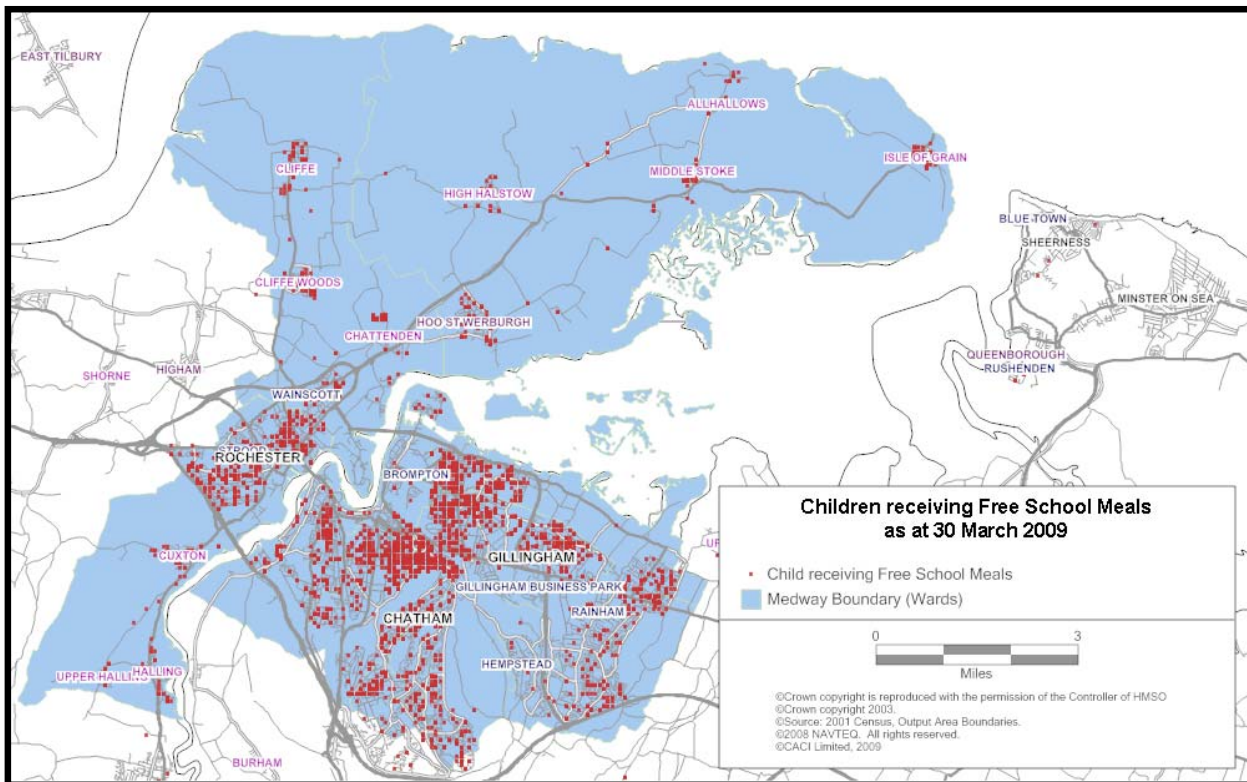 EAST TILBURY
ALLHALLOWS
ISLE OF GRAIN
CLIFFE
MIDDLE STOKE
HIGH HALSTOW
BLUE TOWN
SHEERNESS
CLIFFE WOODS
MINSTER ON SEA
HOO ST WERBURGH
CHATTENDEN
QUEENBOROUGH
RUSHENDEN
HIGHAM
SHORNE
WAINSCOTT
STROOD
ROCHESTER
BROMPTON
CUXTON
GILLINGHAM
GILLINGHAM BUSINESS PARK
RAINHAM
CHATHAM
HEMPSTEAD
UPPER HALLING
HALLING
BURHAM
Children receiving Free School Meals
as at 30 March 2009
Child receiving Free School Meals
Medway Boundary (Wards)
0 3
Miles
©Crown copyright is reproduced with the permission of the Controller of HMSO
©Crown copyright 2003.
©Source: 2001 Census, Output Area Boundaries.
©2008 NAVTEQ. All rights reserved.
©CACI Limited, 2009